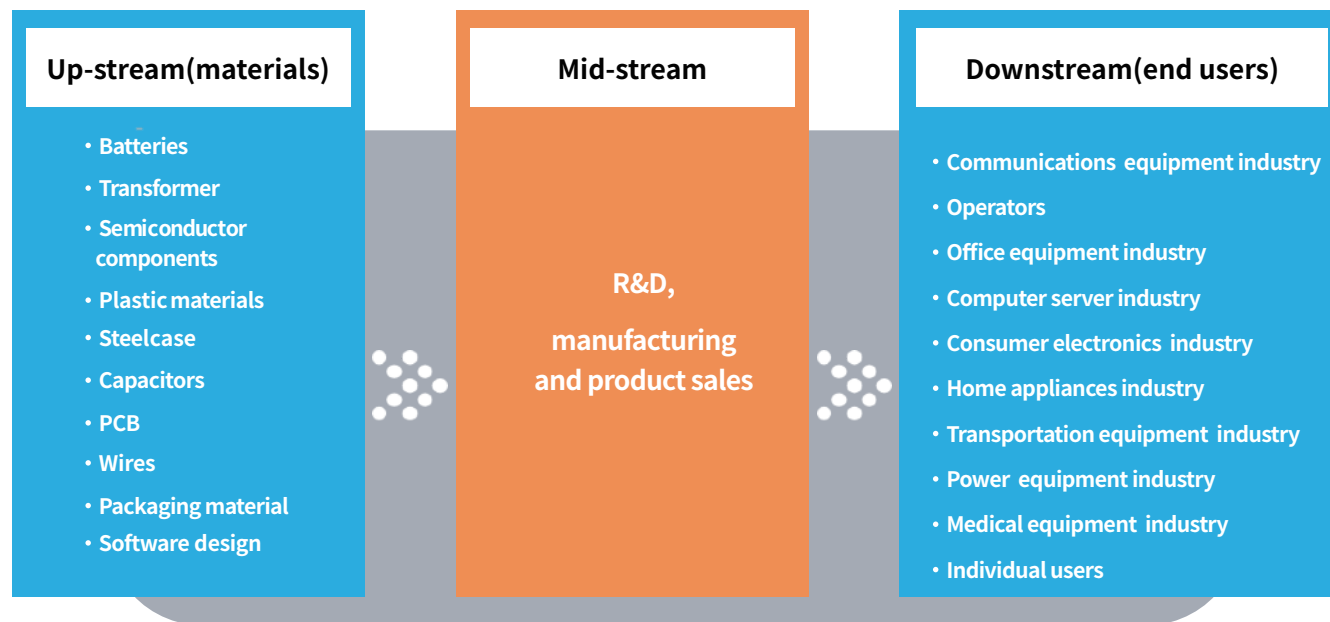 Up-stream(materials)
・Batteries
・Transformer
・Semiconductor
components
・Plastic materials
・Steelcase
・Capacitors
・PCB
・Wires
・Packaging material
・Software design
Mid-stream
R&D,
manufacturing
and product sales
Downstream(end users)
・Communications equipment industry
・Operators
・Office equipment industry
・Computer server industry
・Consumer electronics industry
・Home appliances industry
・Transportation equipment industry
・Power equipment industry
・Medical equipment industry
・Individual users